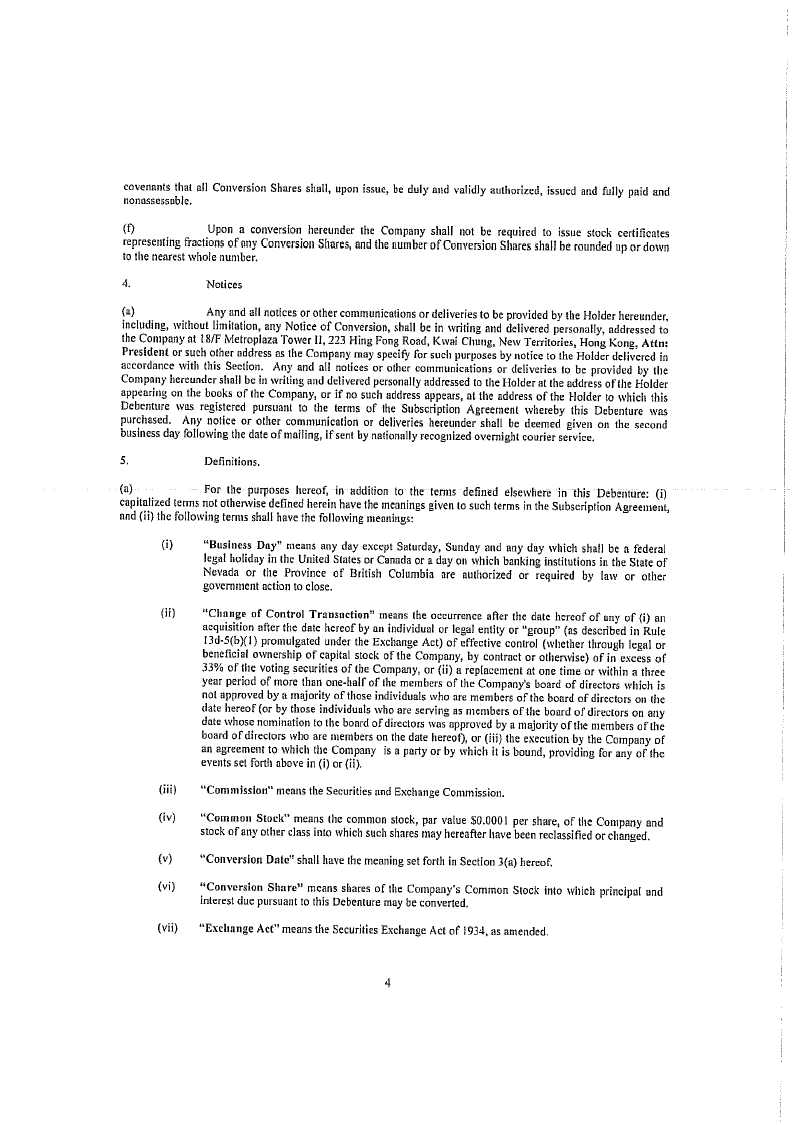 covenants that all Conversion Shares shall, upon issue, be duly and validly authorized, issued and fully paid and
nonassessable.
(f) Upon a conversion hereunder the Company shall not be required to issue stock certificates
representing fractions of any Conversion Shares, and the number of Conversion Shares shall be rounded up or down
to the nearest whole number.
4. Notices
(a) Any and all notices or other communications or deliveries to be provided by the Holder hereunder,
including, without limitation, any Notice of Conversion, shall be in writing and delivered personally, addressed to
the Company at 18/F Metroplaza Tower II, 223 Hing Fong Road, Kwai Chung, New Territories, Hong Kong, Attn:
President or such other address as the Company may specify for such purposes by notice to the Holder delivered in
accordance with this Section. Any and all notices or other communications or deliveries to be provided by the
Company hereunder shall be in writing and delivered personally addressed to the Holder at the address of the Holder
appearing on the books of the Company, or if no such address appears, at the address of the Holder to which this
Debenture was registered pursuant to the terms of the Subscription Agreement whereby this Debenture was
purchased. Any notice or other communication or deliveries hereunder shall be deemed given on the second
business day following the date of mailing, if sent by nationally recognized overnight courier service.
5. Definitions.
(a) For the purposes hereof, in addition to the terms defined elsewhere in this Debenture: (i)
capitalized terms not otherwise defined herein have the meanings given to such terms in the Subscription Agreement,
and (ii) the following terms shall have the following meanings:
(i) "Business Day" means any day except Saturday, Sunday and any day which shall be a federal
legal holiday in the United States or Canada or a day on which banking institutions in the State of
Nevada or the Province of British Columbia are authorized or required by law or other
government action to close.
(ii) "Change of Control Transaction" means the occurrence after the date hereof of any of (i) an
acquisition after the date hereof by an individual or legal entity or "group" (as described in Rule
13d-5(b)(1) promulgated under the Exchange Act) of effective control (whether through legal or
beneficial ownership of capital stock of the Company, by contract or otherwise) of in excess of
33% of the voting securities of the Company, or (ii) a replacement at one time or within a three
year period of more than one-half of the members of the Company's board of directors which is
not approved by a majority of those individuals who are members of the board of directors on the
date hereof (or by those individuals who are serving as members of the board of directors on any
date whose nomination to the board of directors was approved by a majority of the members of the
board of directors who are members on the date hereof), or (iii) the execution by the Company of
an agreement to which the Company is a party or by which it is bound, providing for any of the
events set forth above in (i) or (ii).
(iii) "Commission" means the Securities and Exchange Commission.
(iv) "Common Stock" means the common stock, par value $0.0001 per share, of the Company and
stock of any other class into which such shares may hereafter have been reclassified or changed.
(v) "Conversion Date" shall have the meaning set forth in Section 3(a) hereof.
(vi) "Conversion Share" means shares of the Company's Common Stock into which principal and
interest due pursuant to this Debenture may be converted.
(vii) "Exchange Act" means the Securities Exchange Act of 1934, as amended.
4